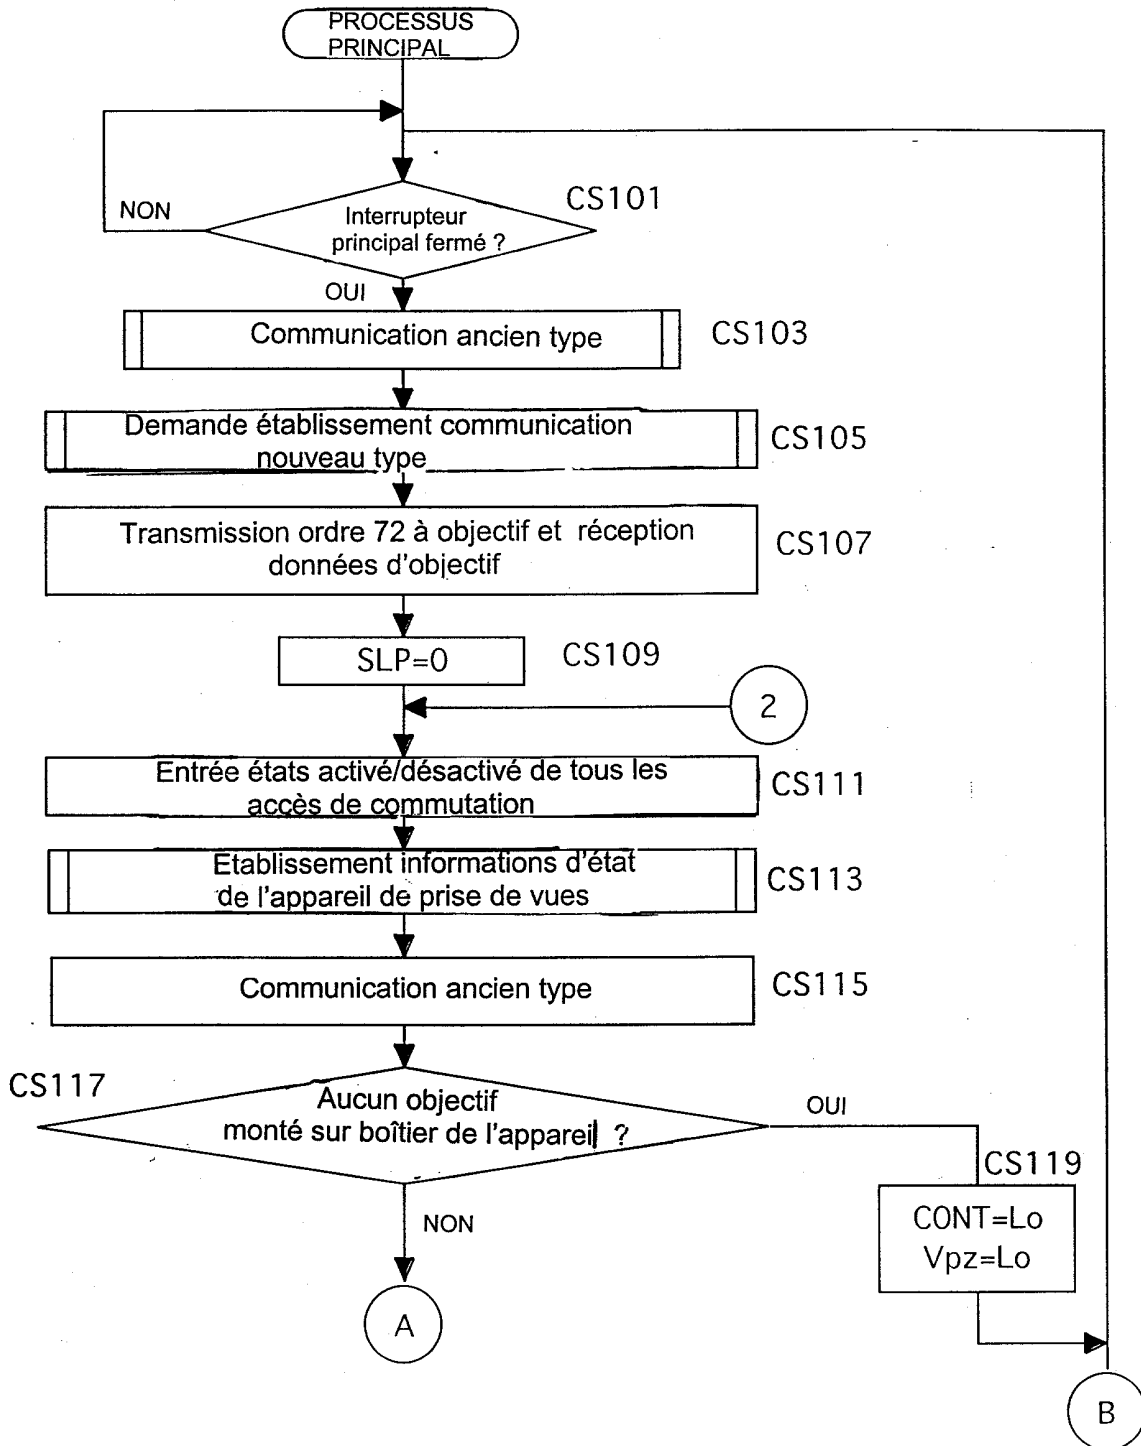 PROCESSUS
PRINCIPAL
CS101
NON
Interrupteur
principal fermé ?
OUI
Communication ancien type
CS103
Demande établissement communication
nouveau type
CS105
Transmission ordre 72 à objectif et réception
données d'objectif
CS107
SLP=0
CS109
2
Entrée états activé/désactivé de tous les
accès de commutation
CS111
Etablissement informations d'état
de l'appareil de prise de vues
CS113
Communication ancien type
CS115
CS117
Aucun objectif
monté sur boîtier de l'appareil ?
OUI
CS119
CONT=Lo
Vpz=Lo
NON
A
B